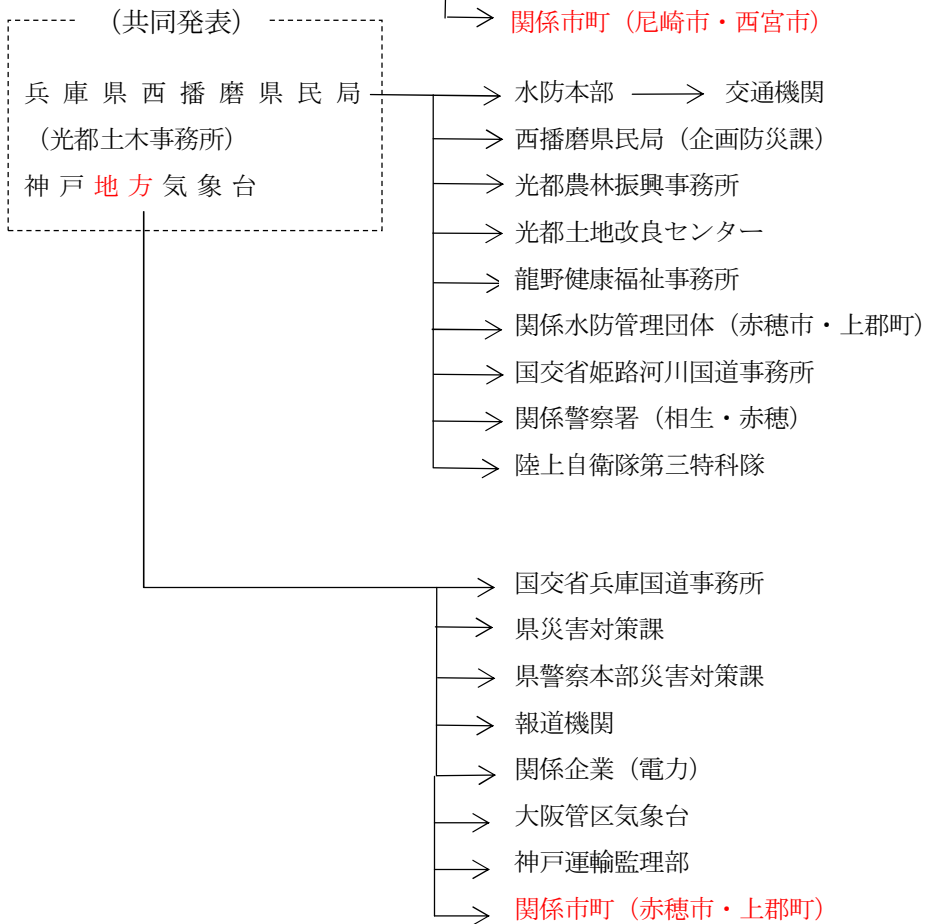 関係市町（尼崎市・西宮市）
（共同発表）
兵庫県西播磨県民局
（光都土木事務所）
神戸地方気象台
水防本部 交通機関
西播磨県民局（企画防災課）
光都農林振興事務所
光都土地改良センター
龍野健康福祉事務所
関係水防管理団体（赤穂市・上郡町）
国交省姫路河川国道事務所
関係警察署（相生・赤穂）
陸上自衛隊第三特科隊
国交省兵庫国道事務所
県災害対策課
県警察本部災害対策課
報道機関
関係企業（電力）
大阪管区気象台
神戸運輸監理部
関係市町（赤穂市・上郡町）